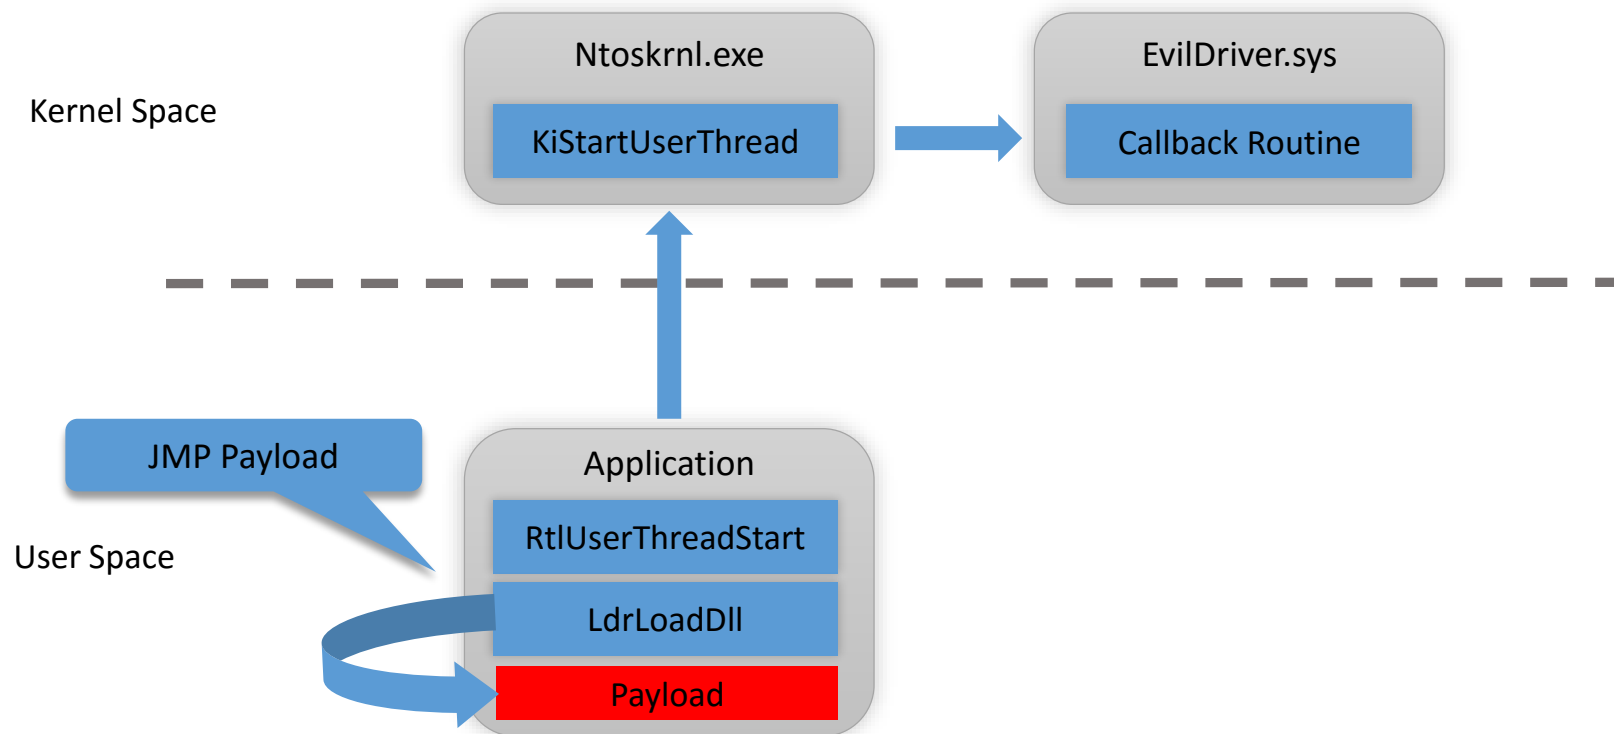 Ntoskrnl.exe
EvilDriver.sys
Kernel Space
KiStartUserThread
Callback Routine
JMP Payload
Application
RtlUserThreadStart
User Space
LdrLoadDll
Payload